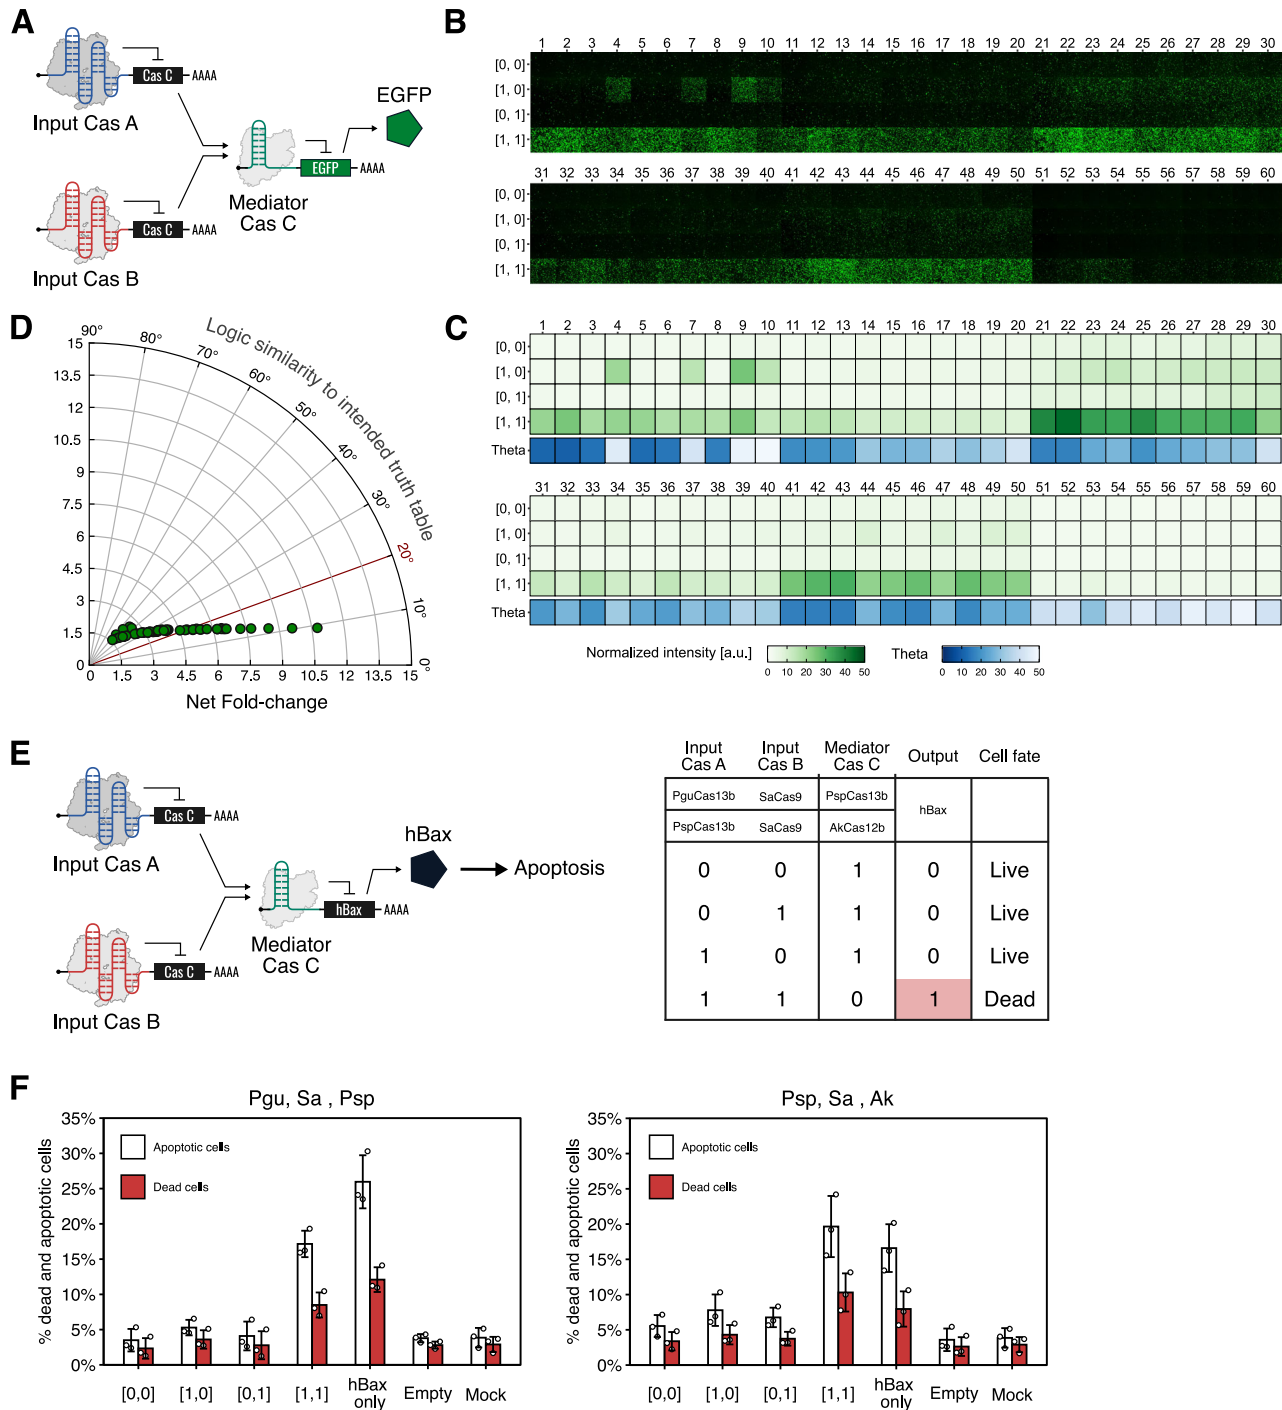 A
Cas C
AAAA
Input Cas A
EGFP
EGFP
AAAA
Mediator
Cas C
Cas C
AAAA
Input Cas B
B
1 2 3 4 5 6 7 8 9 10 11 12 13 14 15 16 17 18 19 20 21 22 23 24 25 26 27 28 29 30
[0, 0]
[1, 0]
[0, 1]
[1, 1]
31 32 33 34 35 36 37 38 39 40 41 42 43 44 45 46 47 48 49 50 51 52 53 54 55 56 57 58 59 60
[0, 0]
[1, 0]
[0, 1]
[1, 1]
D
Logic similarity to intended truth table
90°
80°
70°
60°
50°
40°
30°
20°
10°
0°
15
13.5
12
10.5
9
7.5
6
4.5
3
1.5
0
0 1.5 3 4.5 6 7.5 9 10.5 12 13.5 15
Net Fold-change
C
1 2 3 4 5 6 7 8 9 10 11 12 13 14 15 16 17 18 19 20 21 22 23 24 25 26 27 28 29 30
[0, 0]
[1, 0]
[0, 1]
[1, 1]
Theta
31 32 33 34 35 36 37 38 39 40 41 42 43 44 45 46 47 48 49 50 51 52 53 54 55 56 57 58 59 60
[0, 0]
[1, 0]
[0, 1]
[1, 1]
Theta
Normalized intensity [a.u.]
0 10 20 30 40 50
Theta
0 10 20 30 40 50
E
Cas C
AAAA
Input Cas A
hBax
Apoptosis
hBax
AAAA
Mediator
Cas C
Cas C
AAAA
Input Cas B
Input Cas A Input Cas B Mediator Cas C Output Cell fate
PguCas13b SaCas9 PspCas13b hBax
PspCas13b SaCas9 AkCas12b
0 0 1 0 Live
0 1 1 0 Live
1 0 1 0 Live
1 1 0 1 Dead
F
Pgu, Sa , Psp
% dead and apoptotic cells
35%
30%
25%
20%
15%
10%
5%
0%
Apoptotic cells
Dead cells
[0,0] [1,0] [0,1] [1,1] hBax only Empty Mock
Psp, Sa , Ak
% dead and apoptotic cells
35%
30%
25%
20%
15%
10%
5%
0%
Apoptotic cells
Dead cells
[0,0] [1,0] [0,1] [1,1] hBax only Empty Mock